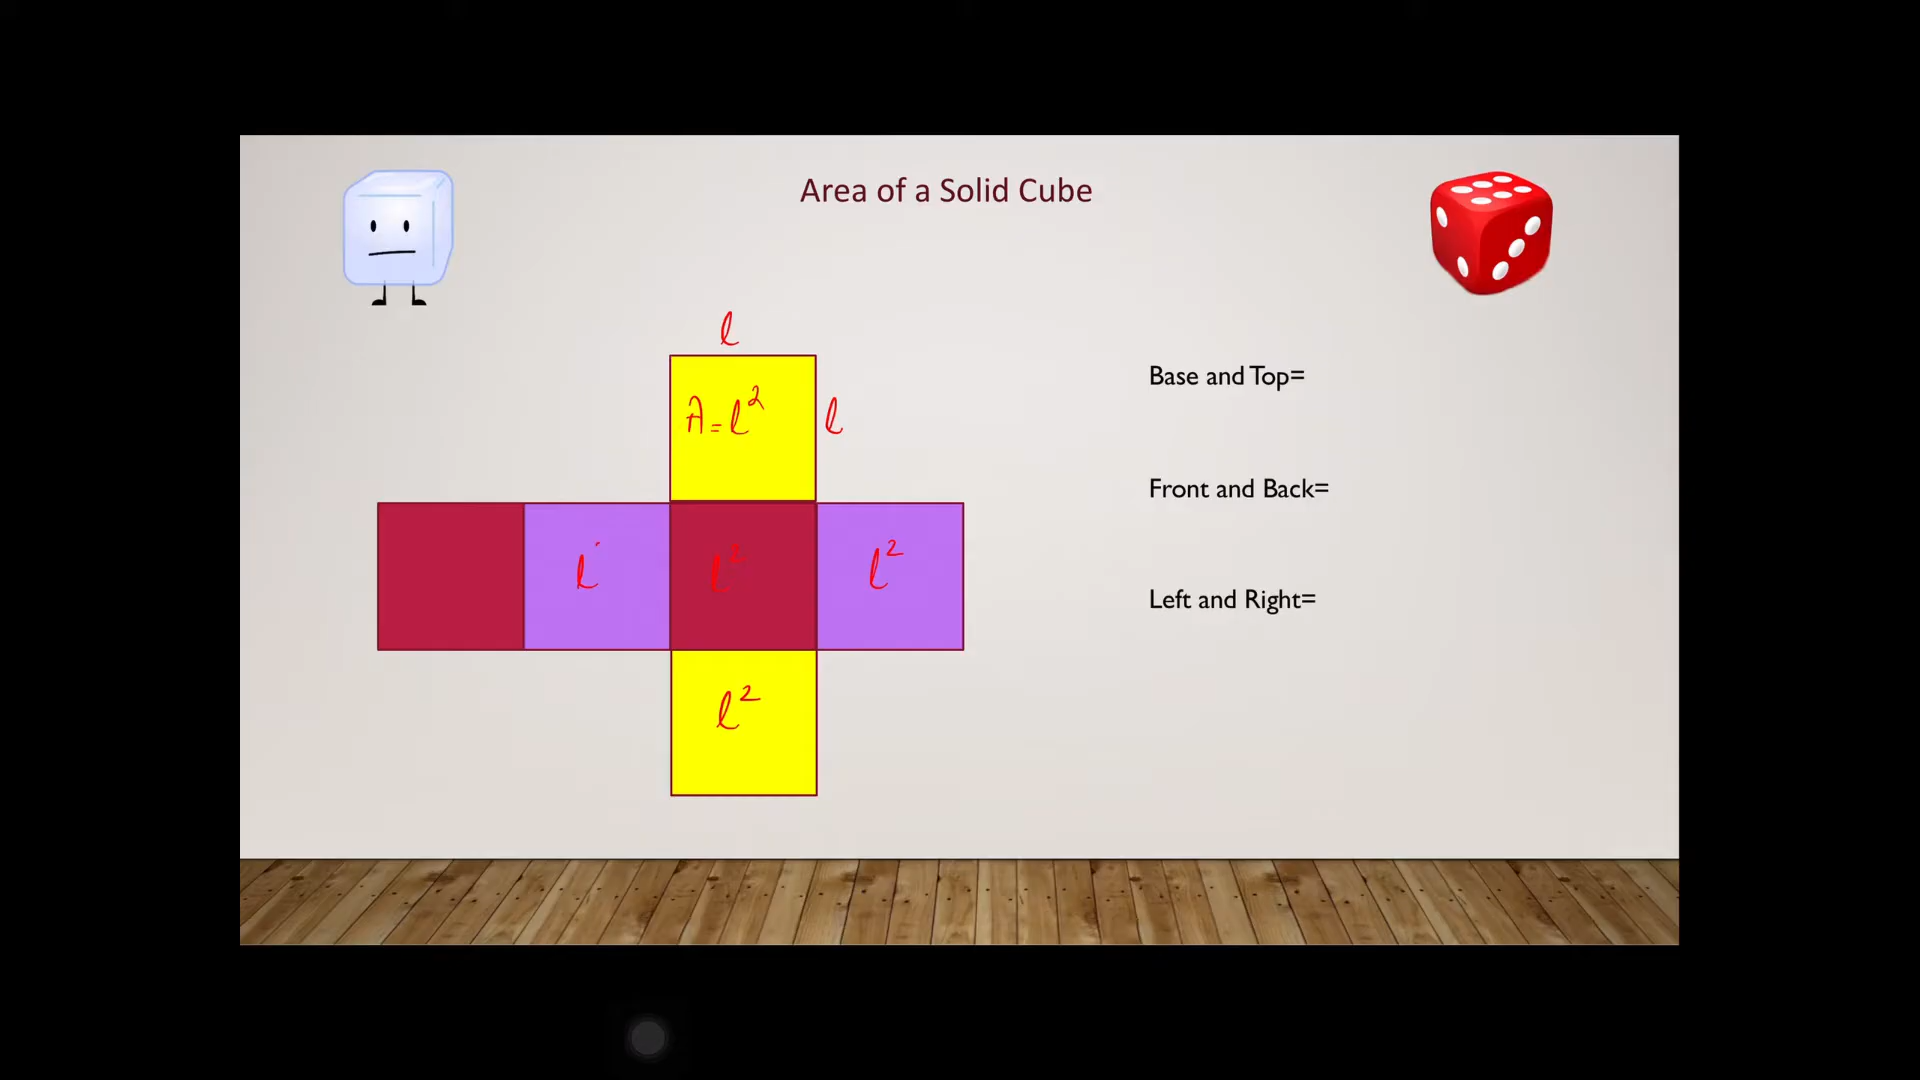 Area of a Solid Cube
l
A = l²
l
Base and Top=
Front and Back=
l
l²
l²
Left and Right=
l²